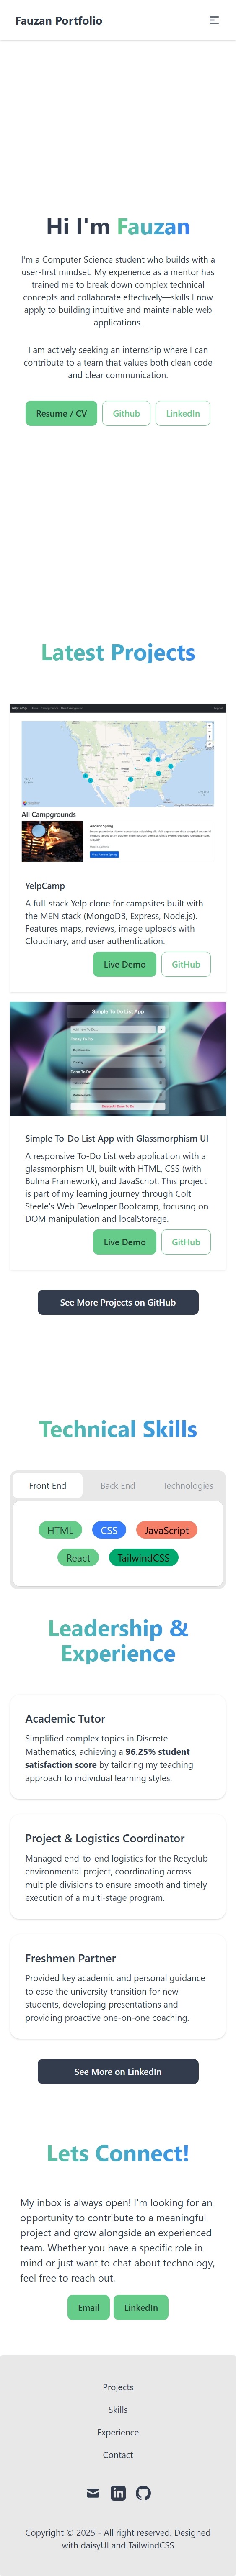 Fauzan Portfolio
Hi I'm Fauzan
I'm a Computer Science student who builds with a
user-first mindset. My experience as a mentor has
trained me to break down complex technical
concepts and collaborate effectively—skills I now
apply to building intuitive and maintainable web
applications.
I am actively seeking an internship where I can
contribute to a team that values both clean code
and clear communication.
Resume / CV
Github
LinkedIn
Latest Projects
YelpCamp
All Campgrounds
YelpCamp
A full-stack Yelp clone for campsites built with
the MEN stack (MongoDB, Express, Node.js).
Features maps, reviews, image uploads with
Cloudinary, and user authentication.
Live Demo
GitHub
Simple To Do List App
Simple To-Do List App with Glassmorphism UI
A responsive To-Do List web application with a
glassmorphism UI, built with HTML, CSS (with
Bulma Framework), and JavaScript. This project
is part of my learning journey through Colt
Steele's Web Developer Bootcamp, focusing on
DOM manipulation and localStorage.
Live Demo
GitHub
See More Projects on GitHub
Technical Skills
Front End
Back End
Technologies
HTML
CSS
JavaScript
React
TailwindCSS
Leadership &
Experience
Academic Tutor
Simplified complex topics in Discrete
Mathematics, achieving a 96.25% student
satisfaction score by tailoring my teaching
approach to individual learning styles.
Project & Logistics Coordinator
Managed end-to-end logistics for the Recyclub
environmental project, coordinating across
multiple divisions to ensure smooth and timely
execution of a multi-stage program.
Freshmen Partner
Provided key academic and personal guidance
to ease the university transition for new
students, developing presentations and
providing proactive one-on-one coaching.
See More on LinkedIn
Lets Connect!
My inbox is always open! I'm looking for an
opportunity to contribute to a meaningful
project and grow alongside an experienced
team. Whether you have a specific role in
mind or just want to chat about technology,
feel free to reach out.
Email
LinkedIn
Projects
Skills
Experience
Contact
Copyright © 2025 - All right reserved. Designed
with daisyUI and TailwindCSS